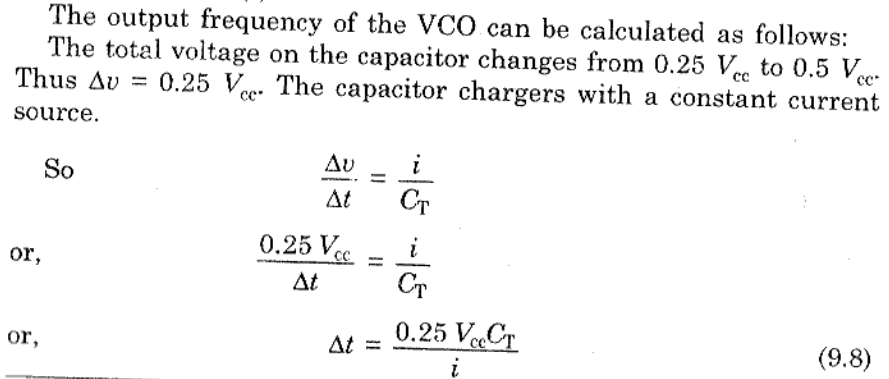 The output frequency of the VCO can be calculated as follows:
The total voltage on the capacitor changes from 0.25 V_cc to 0.5 V_cc.
Thus Δv = 0.25 V_cc. The capacitor chargers with a constant current
source.
So Δv/Δt = i/C_T
or, 0.25 V_cc/Δt = i/C_T
or, Δt = 0.25 V_cc C_T/i (9.8)